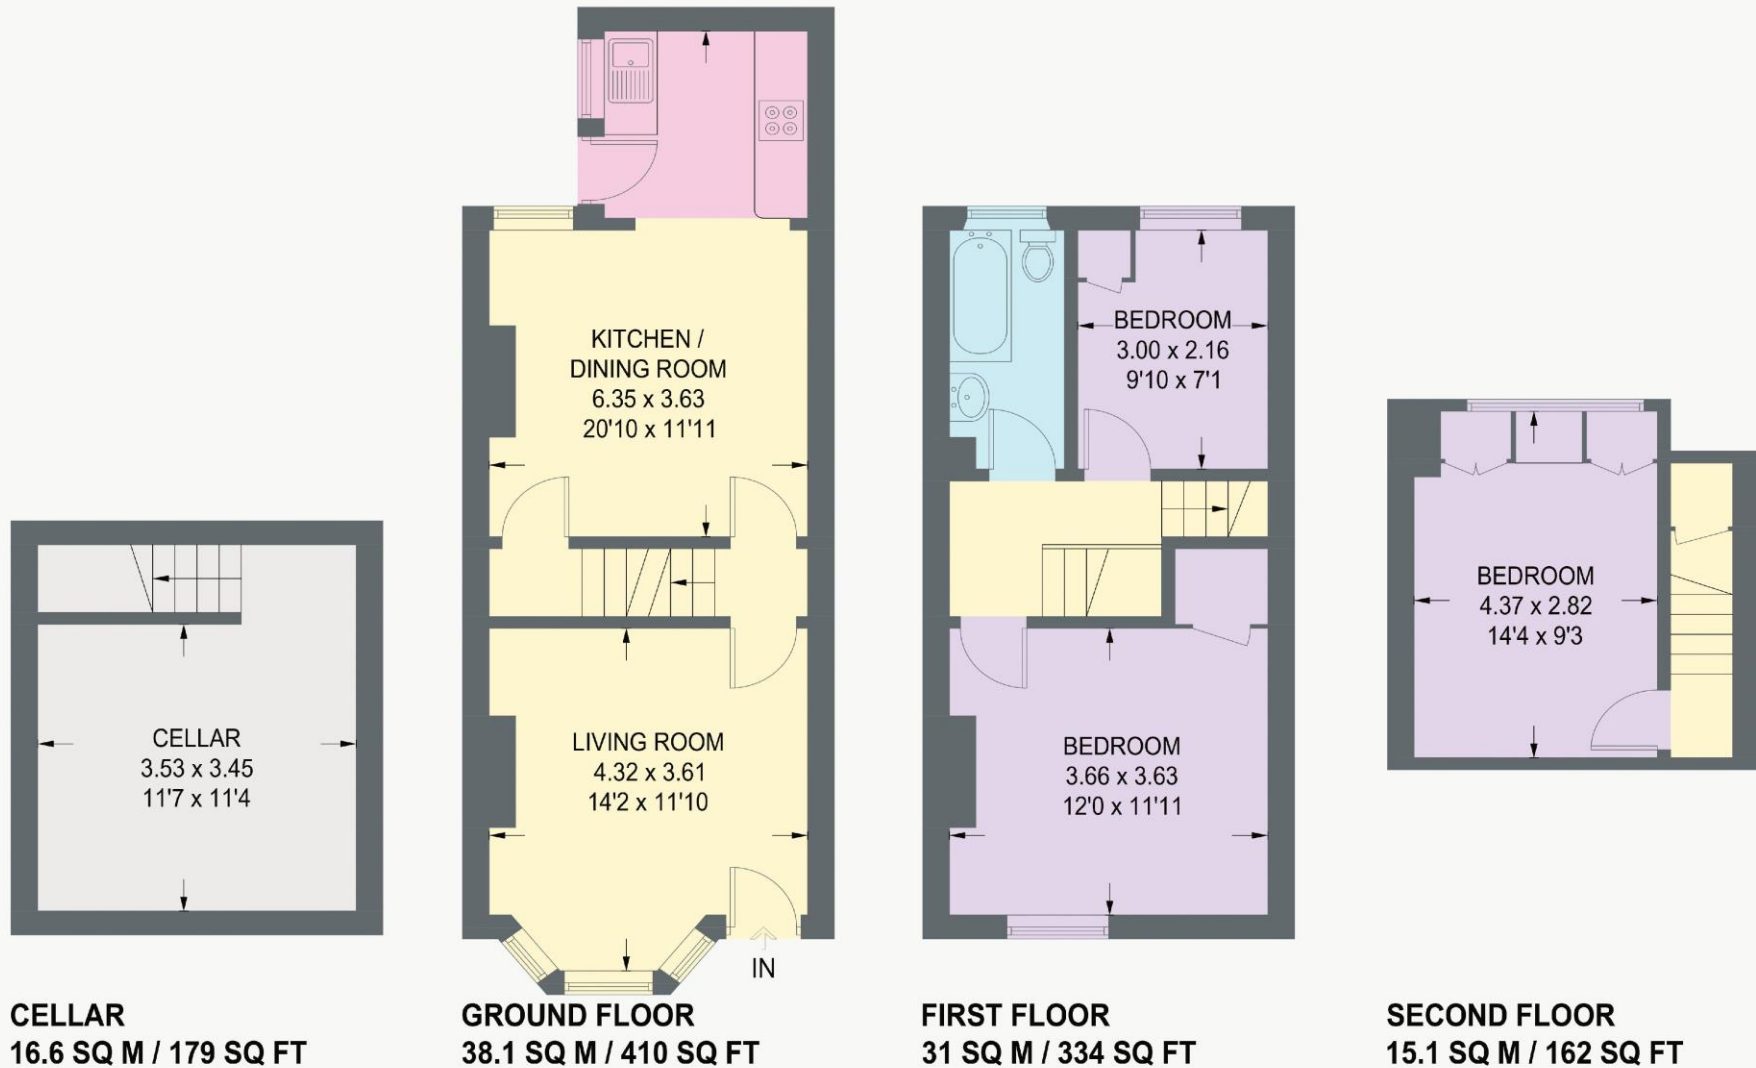 KITCHEN /
DINING ROOM
6.35 x 3.63
20'10 x 11'11
BEDROOM
3.00 x 2.16
9'10 x 7'1
BEDROOM
4.37 x 2.82
14'4 x 9'3
CELLAR
3.53 x 3.45
11'7 x 11'4
LIVING ROOM
4.32 x 3.61
14'2 x 11'10
BEDROOM
3.66 x 3.63
12'0 x 11'11
IN
CELLAR
16.6 SQ M / 179 SQ FT
GROUND FLOOR
38.1 SQ M / 410 SQ FT
FIRST FLOOR
31 SQ M / 334 SQ FT
SECOND FLOOR
15.1 SQ M / 162 SQ FT